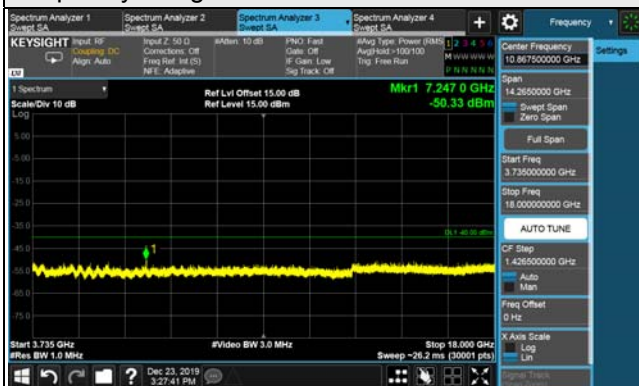 Spectrum Analyzer 1
Swept SA
Spectrum Analyzer 2
Swept SA
Spectrum Analyzer 3
Swept SA
Spectrum Analyzer 4
Swept SA
+
Frequency
KEYSIGHT
Input: RF
Coupling: DC
Align: Auto
Input Z: 50 Ω
Corrections: Off
Freq Ref: Int (S)
NFE: Adaptive
#Atten: 10 dB
PNO: Fast
Gate: Off
IF Gain: Low
Sig Track: Off
#Avg Type: Power (RMS
Avg|Hold:>100/100
Trig: Free Run
1 2 3 4 5 6
M W W W W W
P N N N N N
LXI
1 Spectrum
Scale/Div 10 dB
Log
Ref Lvl Offset 15.00 dB
Ref Level 15.00 dBm
Mkr1 7.247 0 GHz
-50.33 dBm
5.00
-5.00
-15.0
-25.0
-35.0
-45.0
-55.0
-65.0
-75.0
DL1 -40.00 dBm
1
Start 3.735 GHz
#Res BW 1.0 MHz
#Video BW 3.0 MHz
Stop 18.000 GHz
Sweep ~26.2 ms (30001 pts)
Center Frequency
10.867500000 GHz
Settings
Span
14.2650000 GHz
Swept Span
Zero Span
Full Span
Start Freq
3.735000000 GHz
Stop Freq
18.000000000 GHz
AUTO TUNE
CF Step
1.426500000 GHz
Auto
Man
Freq Offset
0 Hz
X Axis Scale
Log
Lin
Signal Track
?
Dec 23, 2019
3:27:41 PM